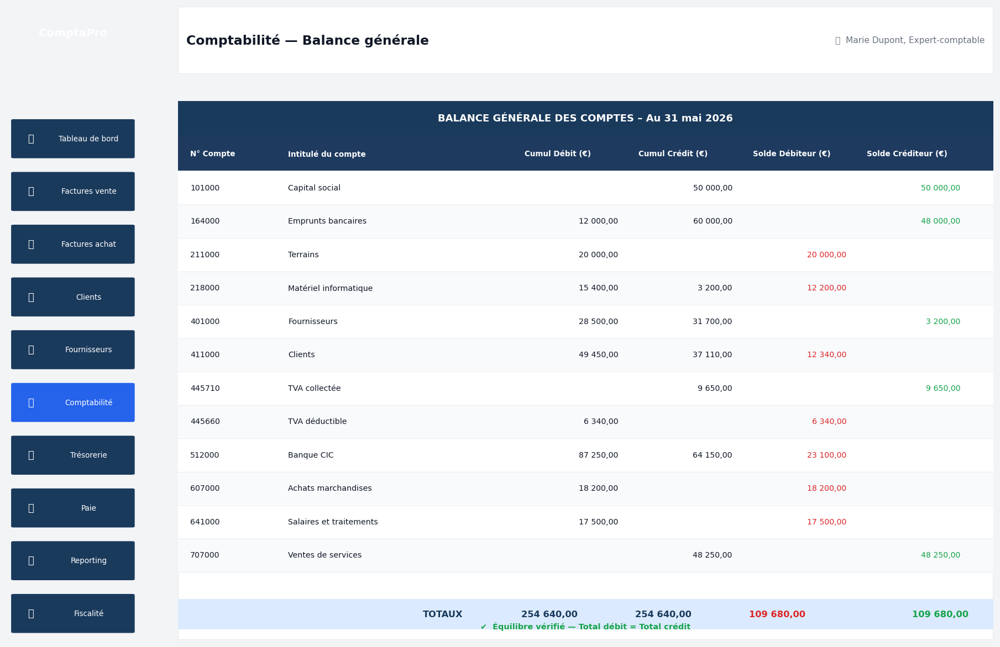 ComptaPro
Comptabilité — Balance générale
Marie Dupont, Expert-comptable
Tableau de bord
Factures vente
Factures achat
Clients
Fournisseurs
Comptabilité
Trésorerie
Paie
Reporting
Fiscalité
BALANCE GÉNÉRALE DES COMPTES – Au 31 mai 2026
N° Compte Intitulé du compte Cumul Débit (€) Cumul Crédit (€) Solde Débiteur (€) Solde Créditeur (€)
101000 Capital social 50 000,00 50 000,00
164000 Emprunts bancaires 12 000,00 60 000,00 48 000,00
211000 Terrains 20 000,00 20 000,00
218000 Matériel informatique 15 400,00 3 200,00 12 200,00
401000 Fournisseurs 28 500,00 31 700,00 3 200,00
411000 Clients 49 450,00 37 110,00 12 340,00
445710 TVA collectée 9 650,00 9 650,00
445660 TVA déductible 6 340,00 6 340,00
512000 Banque CIC 87 250,00 64 150,00 23 100,00
607000 Achats marchandises 18 200,00 18 200,00
641000 Salaires et traitements 17 500,00 17 500,00
707000 Ventes de services 48 250,00 48 250,00
TOTAUX 254 640,00 254 640,00 109 680,00 109 680,00
✔ Équilibre vérifié — Total débit = Total crédit